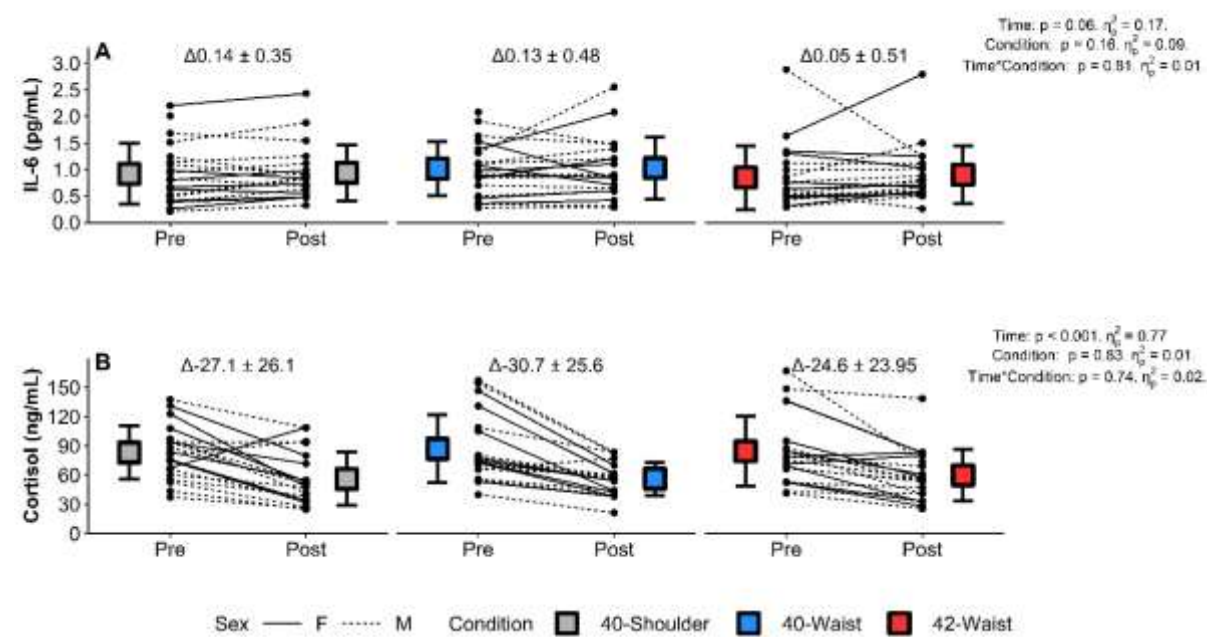 Time: p = 0.06. η²p = 0.17.
Condition: p = 0.16. η²p = 0.09.
Time*Condition: p = 0.81. η²p = 0.01
A
Δ0.14 ± 0.35
Δ0.13 ± 0.48
Δ0.05 ± 0.51
IL-6 (pg/mL)
3.0
2.5
2.0
1.5
1.0
0.5
0.0
Pre
Post
Pre
Post
Pre
Post
Time: p < 0.001. η²p = 0.77
Condition: p = 0.83. η²p = 0.01.
Time*Condition: p = 0.74. η²p = 0.02.
B
Δ-27.1 ± 26.1
Δ-30.7 ± 25.6
Δ-24.6 ± 23.95
Cortisol (ng/mL)
150
120
90
60
30
0
Pre
Post
Pre
Post
Pre
Post
Sex F M Condition 40-Shoulder 40-Waist 42-Waist